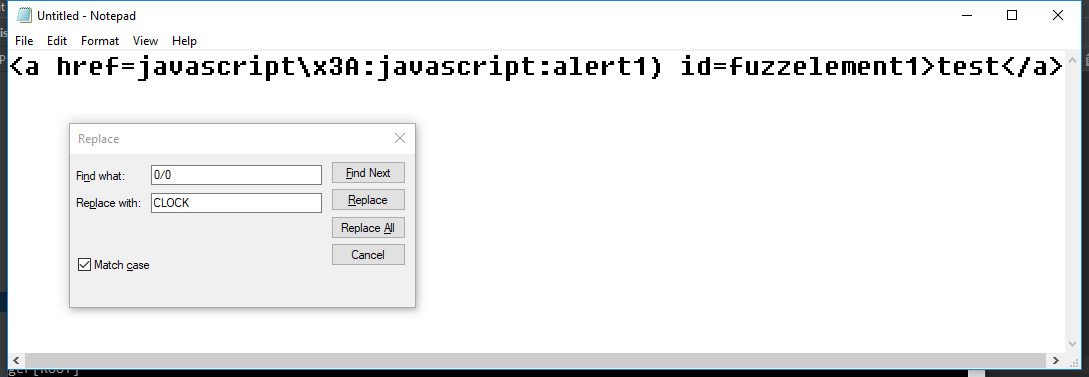 Untitled - Notepad
File Edit Format View Help
<a href=javascript\x3A:javascript:alert1) id=fuzzelement1>test</a>
Replace
Find what: 0/0 Find Next
Replace with: CLOCK Replace
Replace All
Cancel
Match case